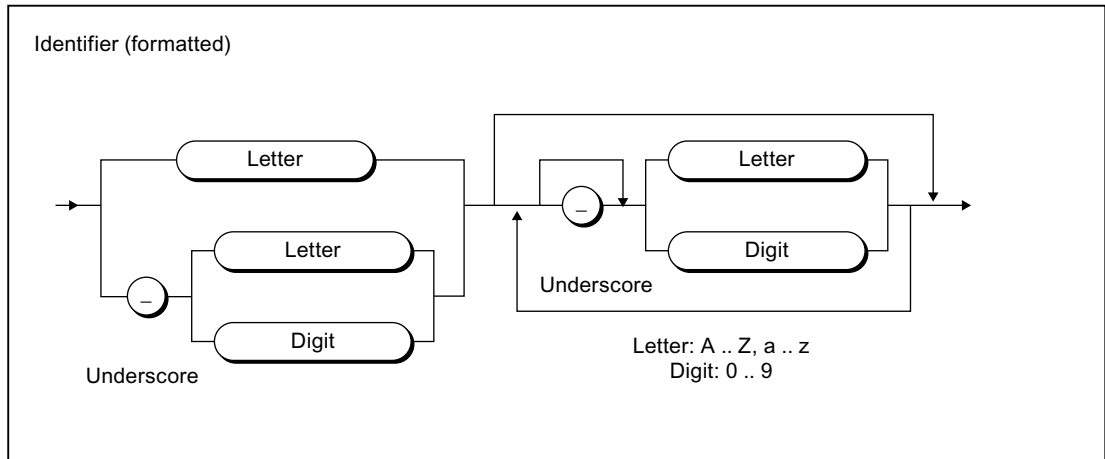 Identifier (formatted)
Letter
Letter
_
Letter
_
Digit
Digit
Underscore
Underscore
Letter: A .. Z, a .. z
Digit: 0 .. 9